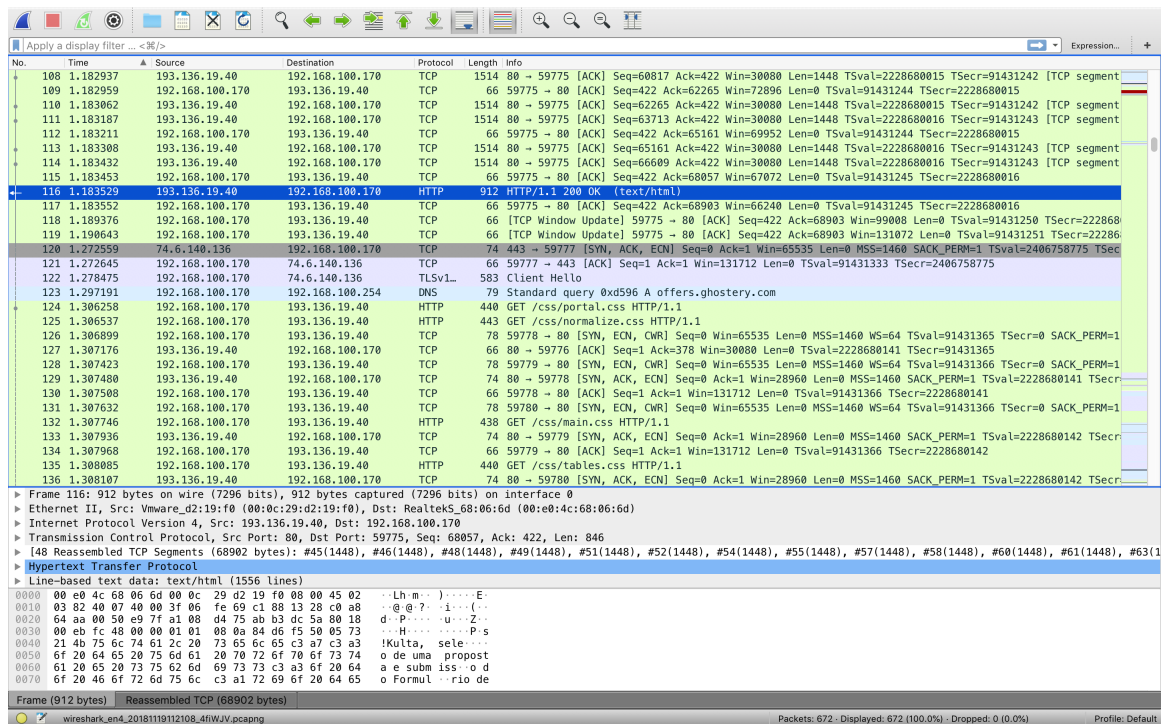 Apply a display filter ... <⌘/>
Expression... +
No. Time Source Destination Protocol Length Info
108 1.182937 193.136.19.40 192.168.100.170 TCP 1514 80 → 59775 [ACK] Seq=60817 Ack=422 Win=30080 Len=1448 TSval=2228680015 TSecr=91431242 [TCP segment
109 1.182959 192.168.100.170 193.136.19.40 TCP 66 59775 → 80 [ACK] Seq=422 Ack=62265 Win=72896 Len=0 TSval=91431244 TSecr=2228680015
110 1.183062 193.136.19.40 192.168.100.170 TCP 1514 80 → 59775 [ACK] Seq=62265 Ack=422 Win=30080 Len=1448 TSval=2228680015 TSecr=91431242 [TCP segment
111 1.183187 193.136.19.40 192.168.100.170 TCP 1514 80 → 59775 [ACK] Seq=63713 Ack=422 Win=30080 Len=1448 TSval=2228680016 TSecr=91431243 [TCP segment
112 1.183211 192.168.100.170 193.136.19.40 TCP 66 59775 → 80 [ACK] Seq=422 Ack=65161 Win=69952 Len=0 TSval=91431244 TSecr=2228680015
113 1.183308 193.136.19.40 192.168.100.170 TCP 1514 80 → 59775 [ACK] Seq=65161 Ack=422 Win=30080 Len=1448 TSval=2228680016 TSecr=91431243 [TCP segment
114 1.183432 193.136.19.40 192.168.100.170 TCP 1514 80 → 59775 [ACK] Seq=66609 Ack=422 Win=30080 Len=1448 TSval=2228680016 TSecr=91431243 [TCP segment
115 1.183453 192.168.100.170 193.136.19.40 TCP 66 59775 → 80 [ACK] Seq=422 Ack=68057 Win=67072 Len=0 TSval=91431245 TSecr=2228680016
116 1.183529 193.136.19.40 192.168.100.170 HTTP 912 HTTP/1.1 200 OK (text/html)
117 1.183552 192.168.100.170 193.136.19.40 TCP 66 59775 → 80 [ACK] Seq=422 Ack=68903 Win=66240 Len=0 TSval=91431245 TSecr=2228680016
118 1.189376 192.168.100.170 193.136.19.40 TCP 66 [TCP Window Update] 59775 → 80 [ACK] Seq=422 Ack=68903 Win=99008 Len=0 TSval=91431250 TSecr=222868
119 1.190643 192.168.100.170 193.136.19.40 TCP 66 [TCP Window Update] 59775 → 80 [ACK] Seq=422 Ack=68903 Win=131072 Len=0 TSval=91431251 TSecr=22286
120 1.272559 74.6.140.136 192.168.100.170 TCP 74 443 → 59777 [SYN, ACK, ECN] Seq=0 Ack=1 Win=65535 Len=0 MSS=1460 SACK_PERM=1 TSval=2406758775 TSec
121 1.272645 192.168.100.170 74.6.140.136 TCP 66 59777 → 443 [ACK] Seq=1 Ack=1 Win=131712 Len=0 TSval=91431333 TSecr=2406758775
122 1.278475 192.168.100.170 74.6.140.136 TLSv1… 583 Client Hello
123 1.297191 192.168.100.170 192.168.100.254 DNS 79 Standard query 0xd596 A offers.ghostery.com
124 1.306258 192.168.100.170 193.136.19.40 HTTP 440 GET /css/portal.css HTTP/1.1
125 1.306537 192.168.100.170 193.136.19.40 HTTP 443 GET /css/normalize.css HTTP/1.1
126 1.306899 192.168.100.170 193.136.19.40 TCP 78 59778 → 80 [SYN, ECN, CWR] Seq=0 Win=65535 Len=0 MSS=1460 WS=64 TSval=91431365 TSecr=0 SACK_PERM=1
127 1.307176 193.136.19.40 192.168.100.170 TCP 66 80 → 59776 [ACK] Seq=1 Ack=378 Win=30080 Len=0 TSval=2228680141 TSecr=91431365
128 1.307423 192.168.100.170 193.136.19.40 TCP 78 59779 → 80 [SYN, ECN, CWR] Seq=0 Win=65535 Len=0 MSS=1460 WS=64 TSval=91431366 TSecr=0 SACK_PERM=1
129 1.307480 193.136.19.40 192.168.100.170 TCP 74 80 → 59778 [SYN, ACK, ECN] Seq=0 Ack=1 Win=28960 Len=0 MSS=1460 SACK_PERM=1 TSval=2228680141 TSecr
130 1.307508 192.168.100.170 193.136.19.40 TCP 66 59778 → 80 [ACK] Seq=1 Ack=1 Win=131712 Len=0 TSval=91431366 TSecr=2228680141
131 1.307632 192.168.100.170 193.136.19.40 TCP 78 59780 → 80 [SYN, ECN, CWR] Seq=0 Win=65535 Len=0 MSS=1460 WS=64 TSval=91431366 TSecr=0 SACK_PERM=1
132 1.307746 192.168.100.170 193.136.19.40 HTTP 438 GET /css/main.css HTTP/1.1
133 1.307936 193.136.19.40 192.168.100.170 TCP 74 80 → 59779 [SYN, ACK, ECN] Seq=0 Ack=1 Win=28960 Len=0 MSS=1460 SACK_PERM=1 TSval=2228680142 TSecr
134 1.307968 192.168.100.170 193.136.19.40 TCP 66 59779 → 80 [ACK] Seq=1 Ack=1 Win=131712 Len=0 TSval=91431366 TSecr=2228680142
135 1.308085 192.168.100.170 193.136.19.40 HTTP 440 GET /css/tables.css HTTP/1.1
136 1.308107 193.136.19.40 192.168.100.170 TCP 74 80 → 59780 [SYN, ACK, ECN] Seq=0 Ack=1 Win=28960 Len=0 MSS=1460 SACK_PERM=1 TSval=2228680142 TSecr
Frame 116: 912 bytes on wire (7296 bits), 912 bytes captured (7296 bits) on interface 0
Ethernet II, Src: Vmware_d2:19:f0 (00:0c:29:d2:19:f0), Dst: RealtekS_68:06:6d (00:e0:4c:68:06:6d)
Internet Protocol Version 4, Src: 193.136.19.40, Dst: 192.168.100.170
Transmission Control Protocol, Src Port: 80, Dst Port: 59775, Seq: 68057, Ack: 422, Len: 846
[48 Reassembled TCP Segments (68902 bytes): #45(1448), #46(1448), #48(1448), #49(1448), #51(1448), #52(1448), #54(1448), #55(1448), #57(1448), #58(1448), #60(1448), #61(1448), #63(1
Hypertext Transfer Protocol
Line-based text data: text/html (1556 lines)
0000 00 e0 4c 68 06 6d 00 0c 29 d2 19 f0 08 00 45 02 ··Lh·m·· )·····E·
0010 03 82 40 07 40 00 3f 06 fe 69 c1 88 13 28 c0 a8 ··@·@·?· ·i···(··
0020 64 aa 00 50 e9 7f a1 08 d4 75 ab b3 dc 5a 80 18 d··P···· ·u···Z··
0030 00 eb fc 48 00 00 01 01 08 0a 84 d6 f5 50 05 73 ···H···· ·····P·s
0040 21 4b 75 6c 74 61 2c 20 73 65 6c 65 c3 a7 c3 a3 !Kulta, sele····
0050 6f 20 64 65 20 75 6d 61 20 70 72 6f 70 6f 73 74 o de uma propost
0060 61 20 65 20 73 75 62 6d 69 73 73 c3 a3 6f 20 64 a e subm iss··o d
0070 6f 20 46 6f 72 6d 75 6c c3 a1 72 69 6f 20 64 65 o Formul ··rio de
Frame (912 bytes) Reassembled TCP (68902 bytes)
wireshark_en4_20181119112108_4fiWJV.pcapng Packets: 672 · Displayed: 672 (100.0%) · Dropped: 0 (0.0%) Profile: Default